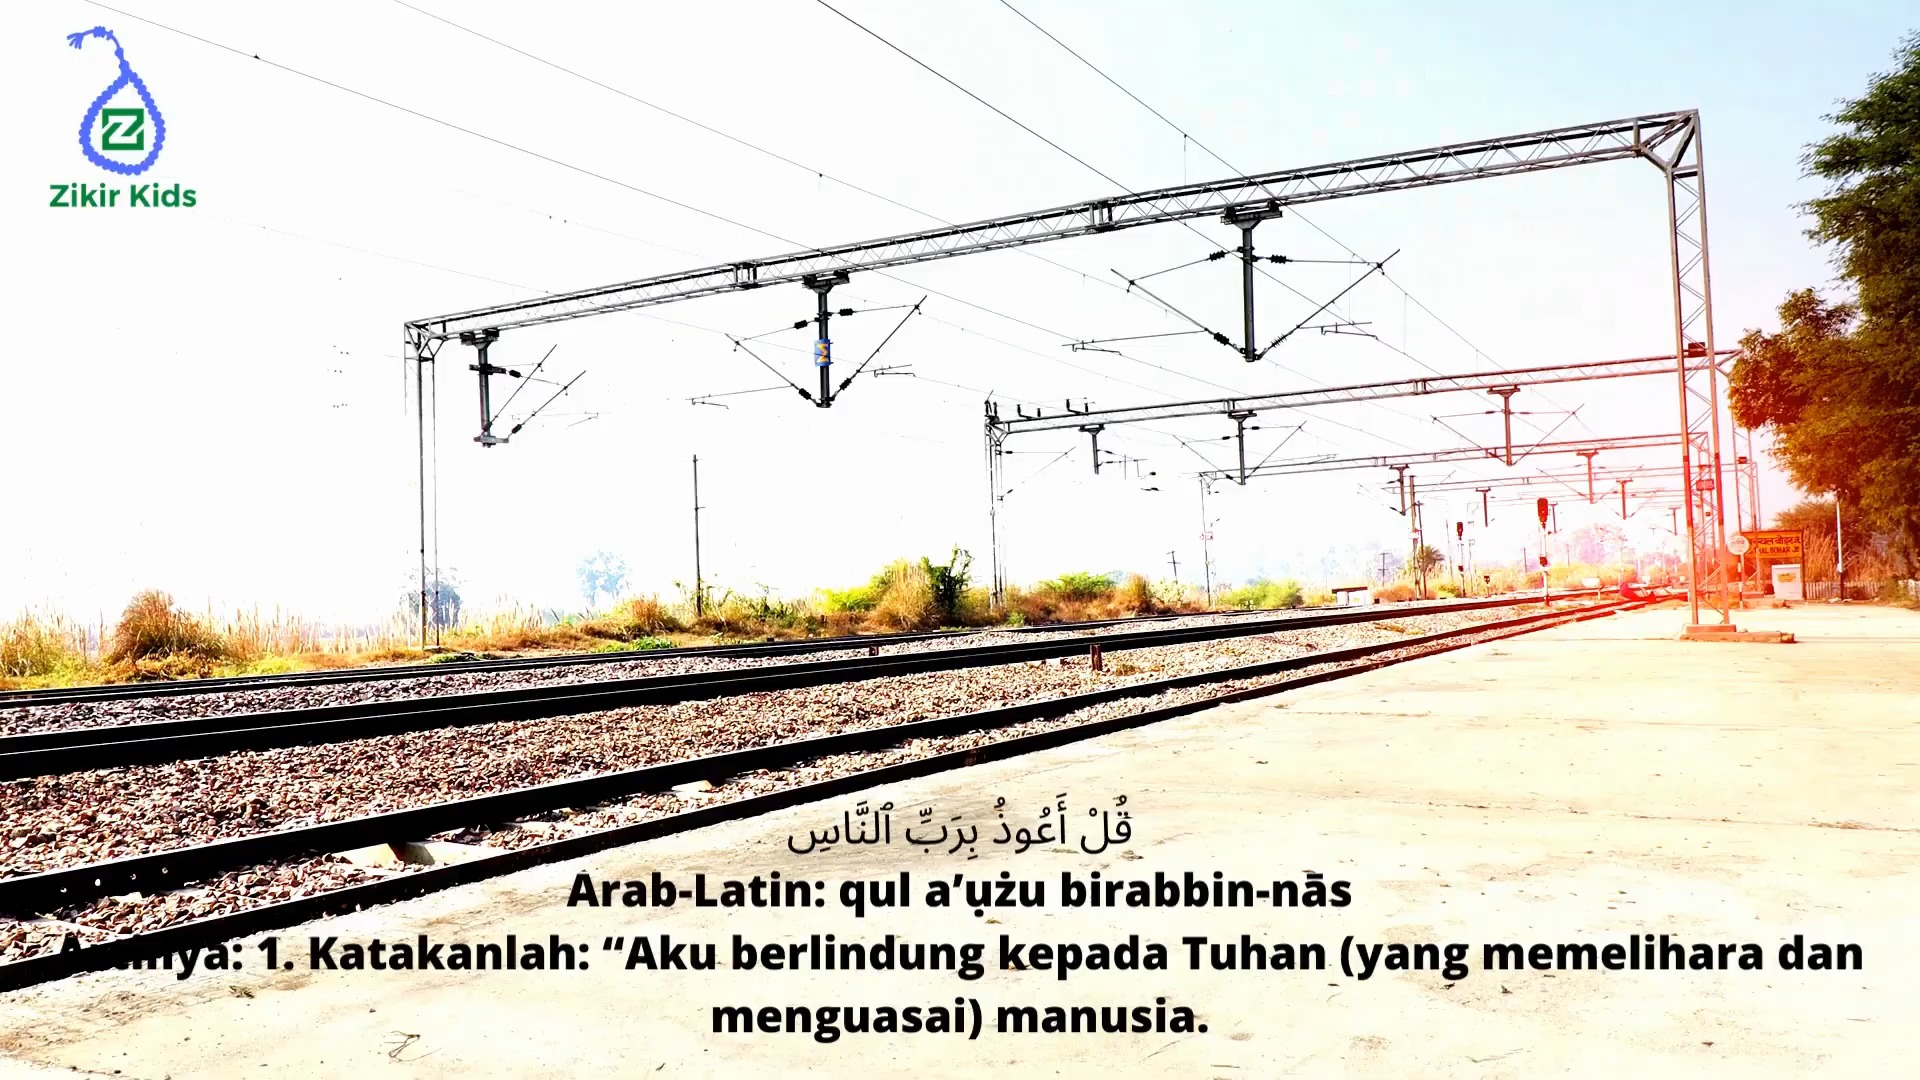 Z
Zikir Kids
قُلْ أَعُوذُ بِرَبِّ ٱلنَّاسِ
Arab-Latin: qul a’ụżu birabbin-nās
Artinya: 1. Katakanlah: “Aku berlindung kepada Tuhan (yang memelihara dan
menguasai) manusia.